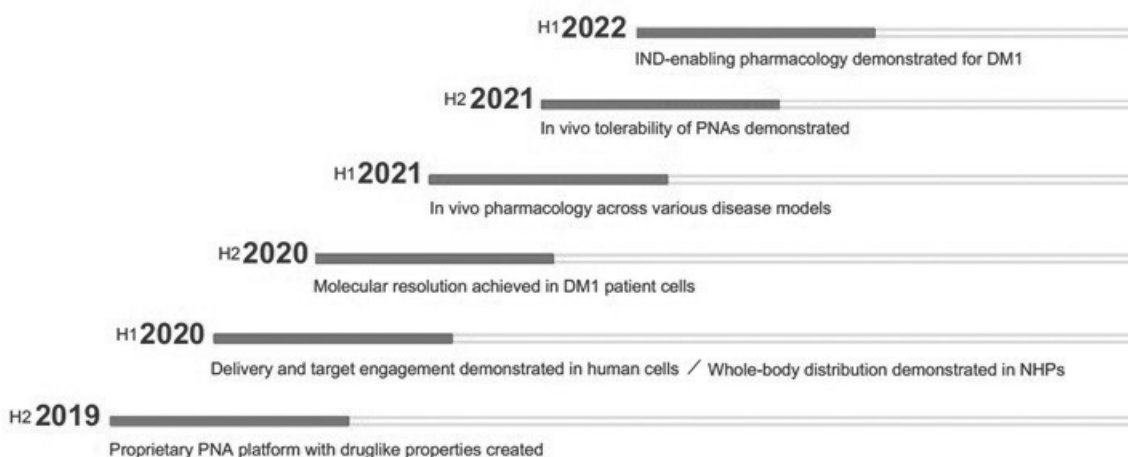 H1 2022
IND-enabling pharmacology demonstrated for DM1
H2 2021
In vivo tolerability of PNAs demonstrated
H1 2021
In vivo pharmacology across various disease models
H2 2020
Molecular resolution achieved in DM1 patient cells
H1 2020
Delivery and target engagement demonstrated in human cells / Whole-body distribution demonstrated in NHPs
H2 2019
Proprietary PNA platform with druglike properties created